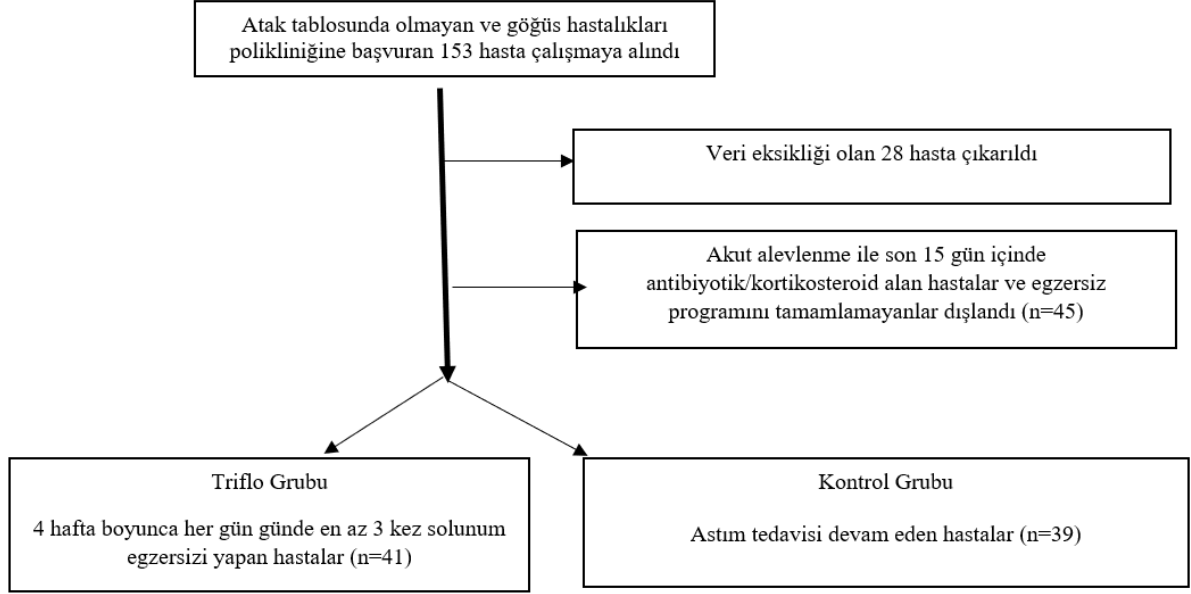 Atak tablosunda olmayan ve göğüs hastalıkları
polikliniğine başvuran 153 hasta çalışmaya alındı
Veri eksikliği olan 28 hasta çıkarıldı
Akut alevlenme ile son 15 gün içinde
antibiyotik/kortikosteroid alan hastalar ve egzersiz
programını tamamlamayanlar dışlandı (n=45)
Triflo Grubu
4 hafta boyunca her gün günde en az 3 kez solunum
egzersizi yapan hastalar (n=41)
Kontrol Grubu
Astım tedavisi devam eden hastalar (n=39)